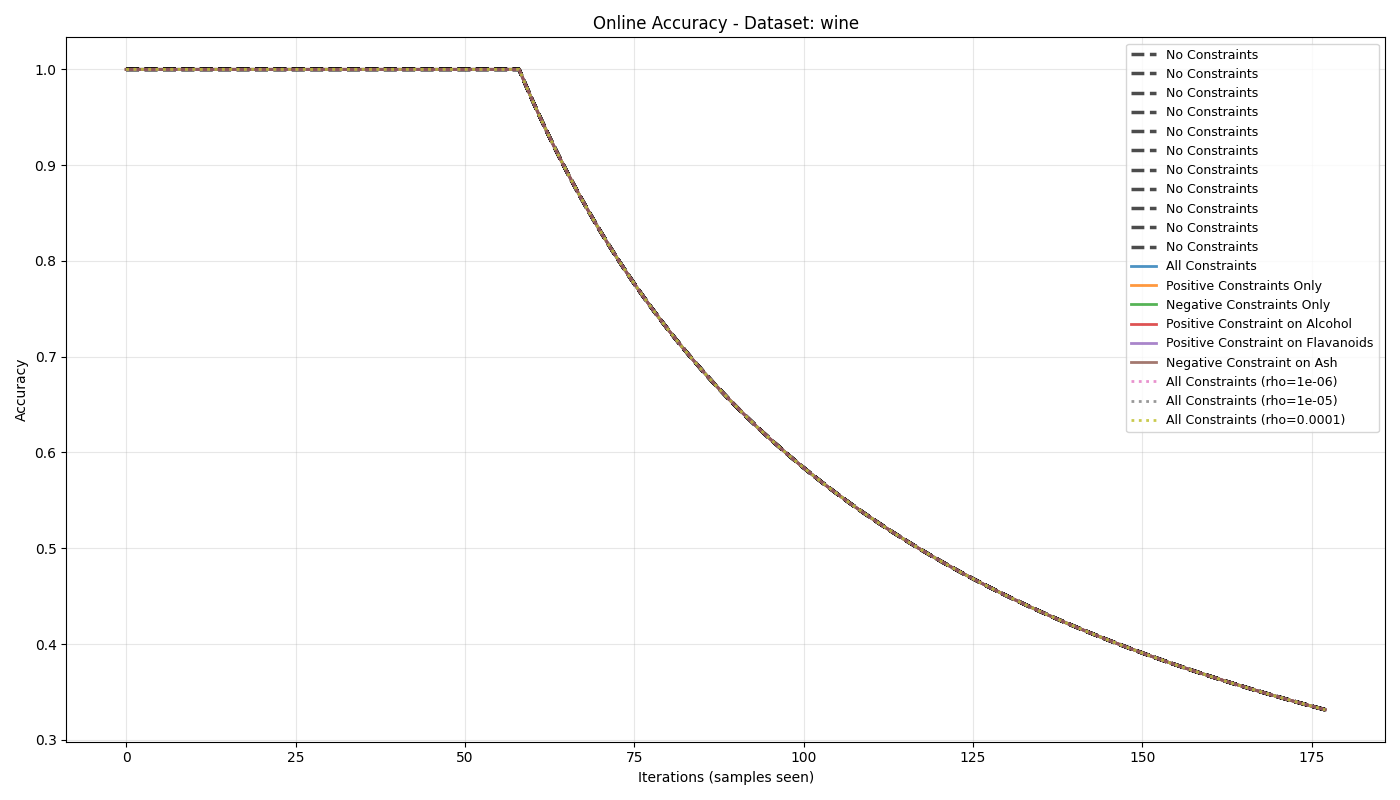 Online Accuracy - Dataset: wine
No Constraints
No Constraints
No Constraints
No Constraints
No Constraints
No Constraints
No Constraints
No Constraints
No Constraints
No Constraints
No Constraints
All Constraints
Positive Constraints Only
Negative Constraints Only
Positive Constraint on Alcohol
Positive Constraint on Flavanoids
Negative Constraint on Ash
All Constraints (rho=1e-06)
All Constraints (rho=1e-05)
All Constraints (rho=0.0001)
Accuracy
1.0
0.9
0.8
0.7
0.6
0.5
0.4
0.3
0 25 50 75 100 125 150 175
Iterations (samples seen)